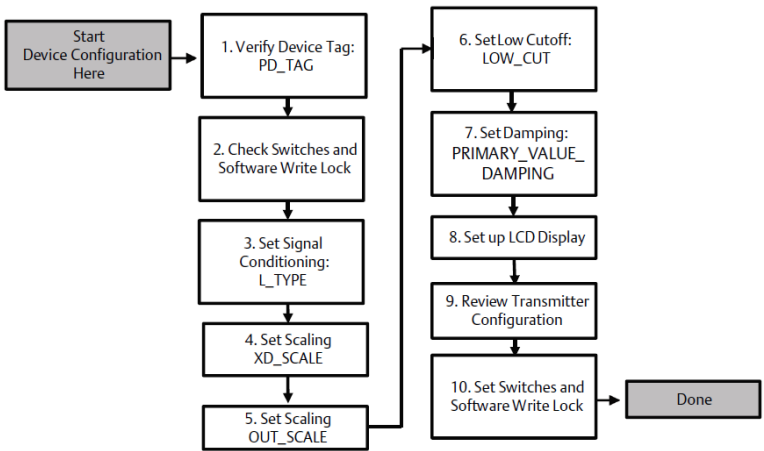 Start
Device Configuration
Here
1. Verify Device Tag:
PD_TAG
2. Check Switches and
Software Write Lock
3. Set Signal
Conditioning:
L_TYPE
4. Set Scaling
XD_SCALE
5. Set Scaling
OUT_SCALE
6. Set Low Cutoff:
LOW_CUT
7. Set Damping:
PRIMARY_VALUE_
DAMPING
8. Set up LCD Display
9. Review Transmitter
Configuration
10. Set Switches and
Software Write Lock
Done